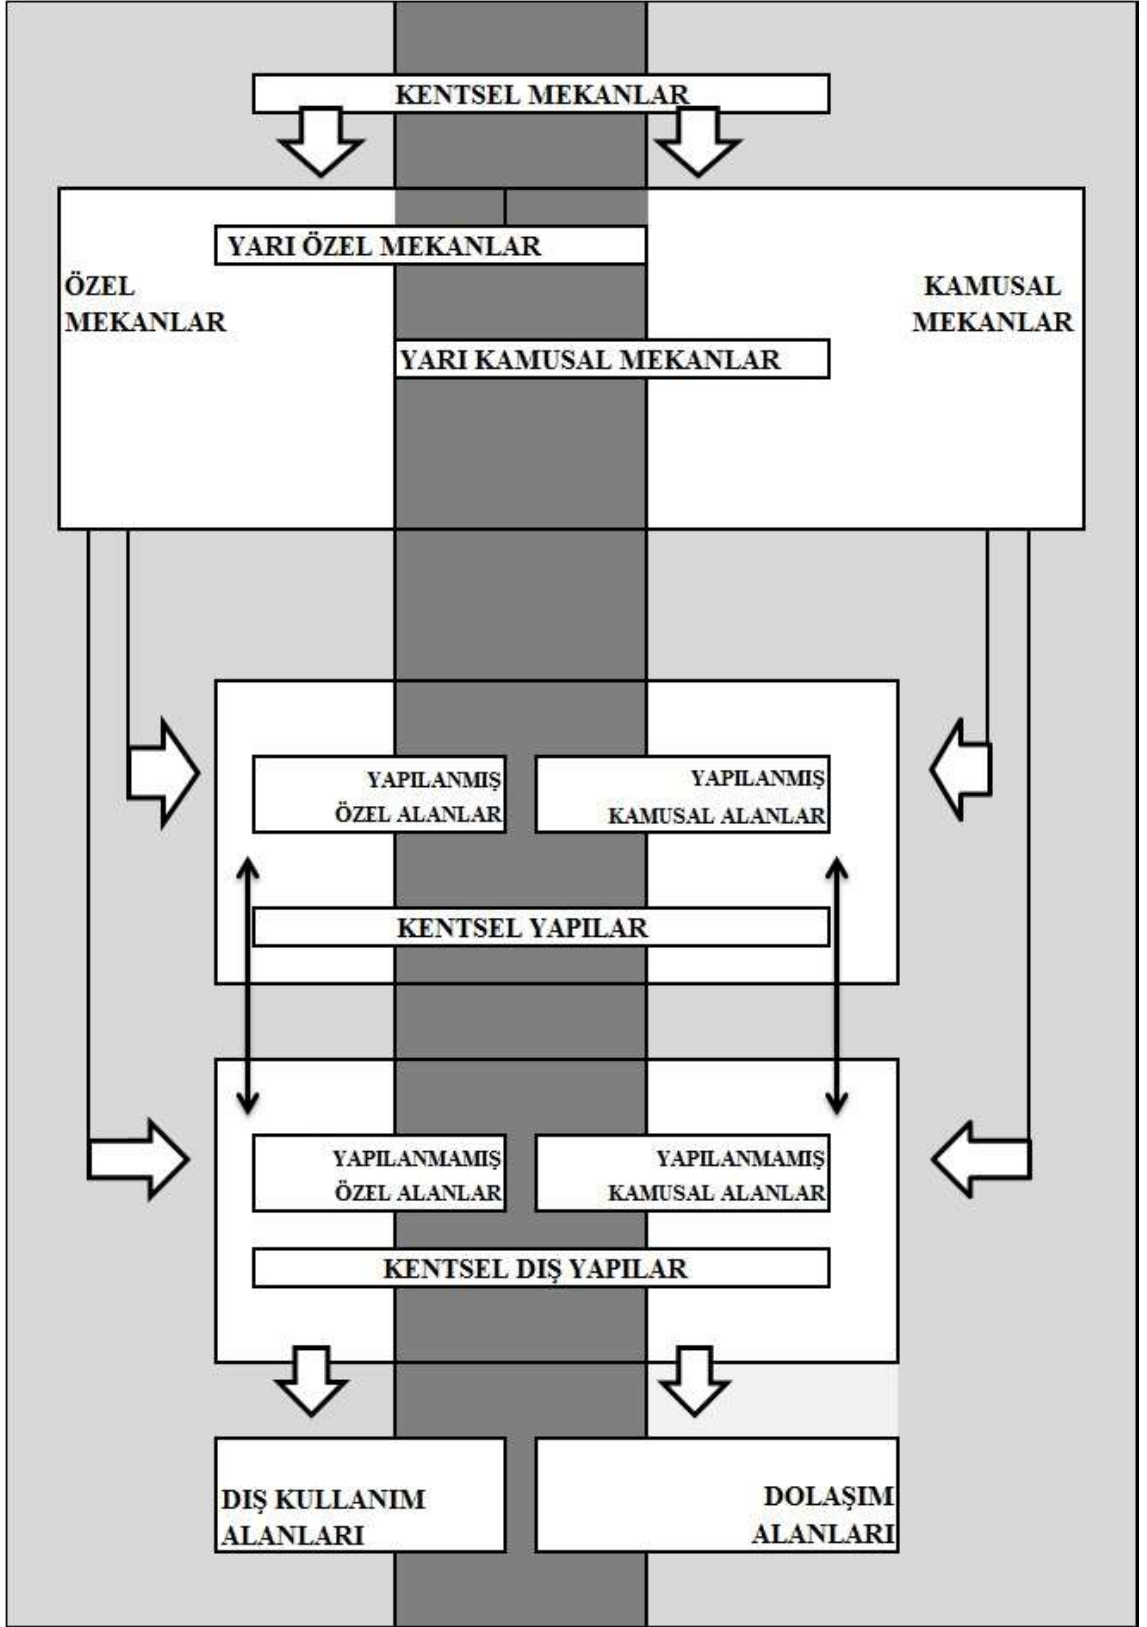 KENTSEL MEKANLAR
YARI ÖZEL MEKANLAR
ÖZEL
MEKANLAR
KAMUSAL
MEKANLAR
YARI KAMUSAL MEKANLAR
YAPILANMIŞ
ÖZEL ALANLAR
YAPILANMIŞ
KAMUSAL ALANLAR
KENTSEL YAPILAR
YAPILANMAMIŞ
ÖZEL ALANLAR
YAPILANMAMIŞ
KAMUSAL ALANLAR
KENTSEL DIŞ YAPILAR
DIŞ KULLANIM
ALANLARI
DOLAŞIM
ALANLARI